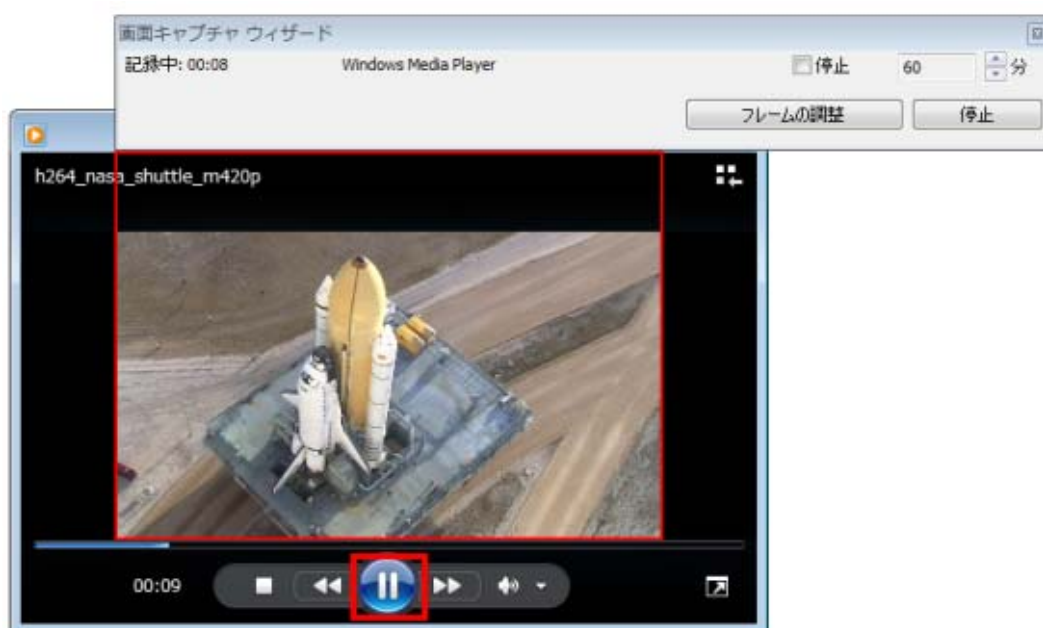 画面キャプチャ ウィザード
記録中: 00:08 Windows Media Player 停止 60 分
フレームの調整 停止
h264_nasa_shuttle_m420p
00:09